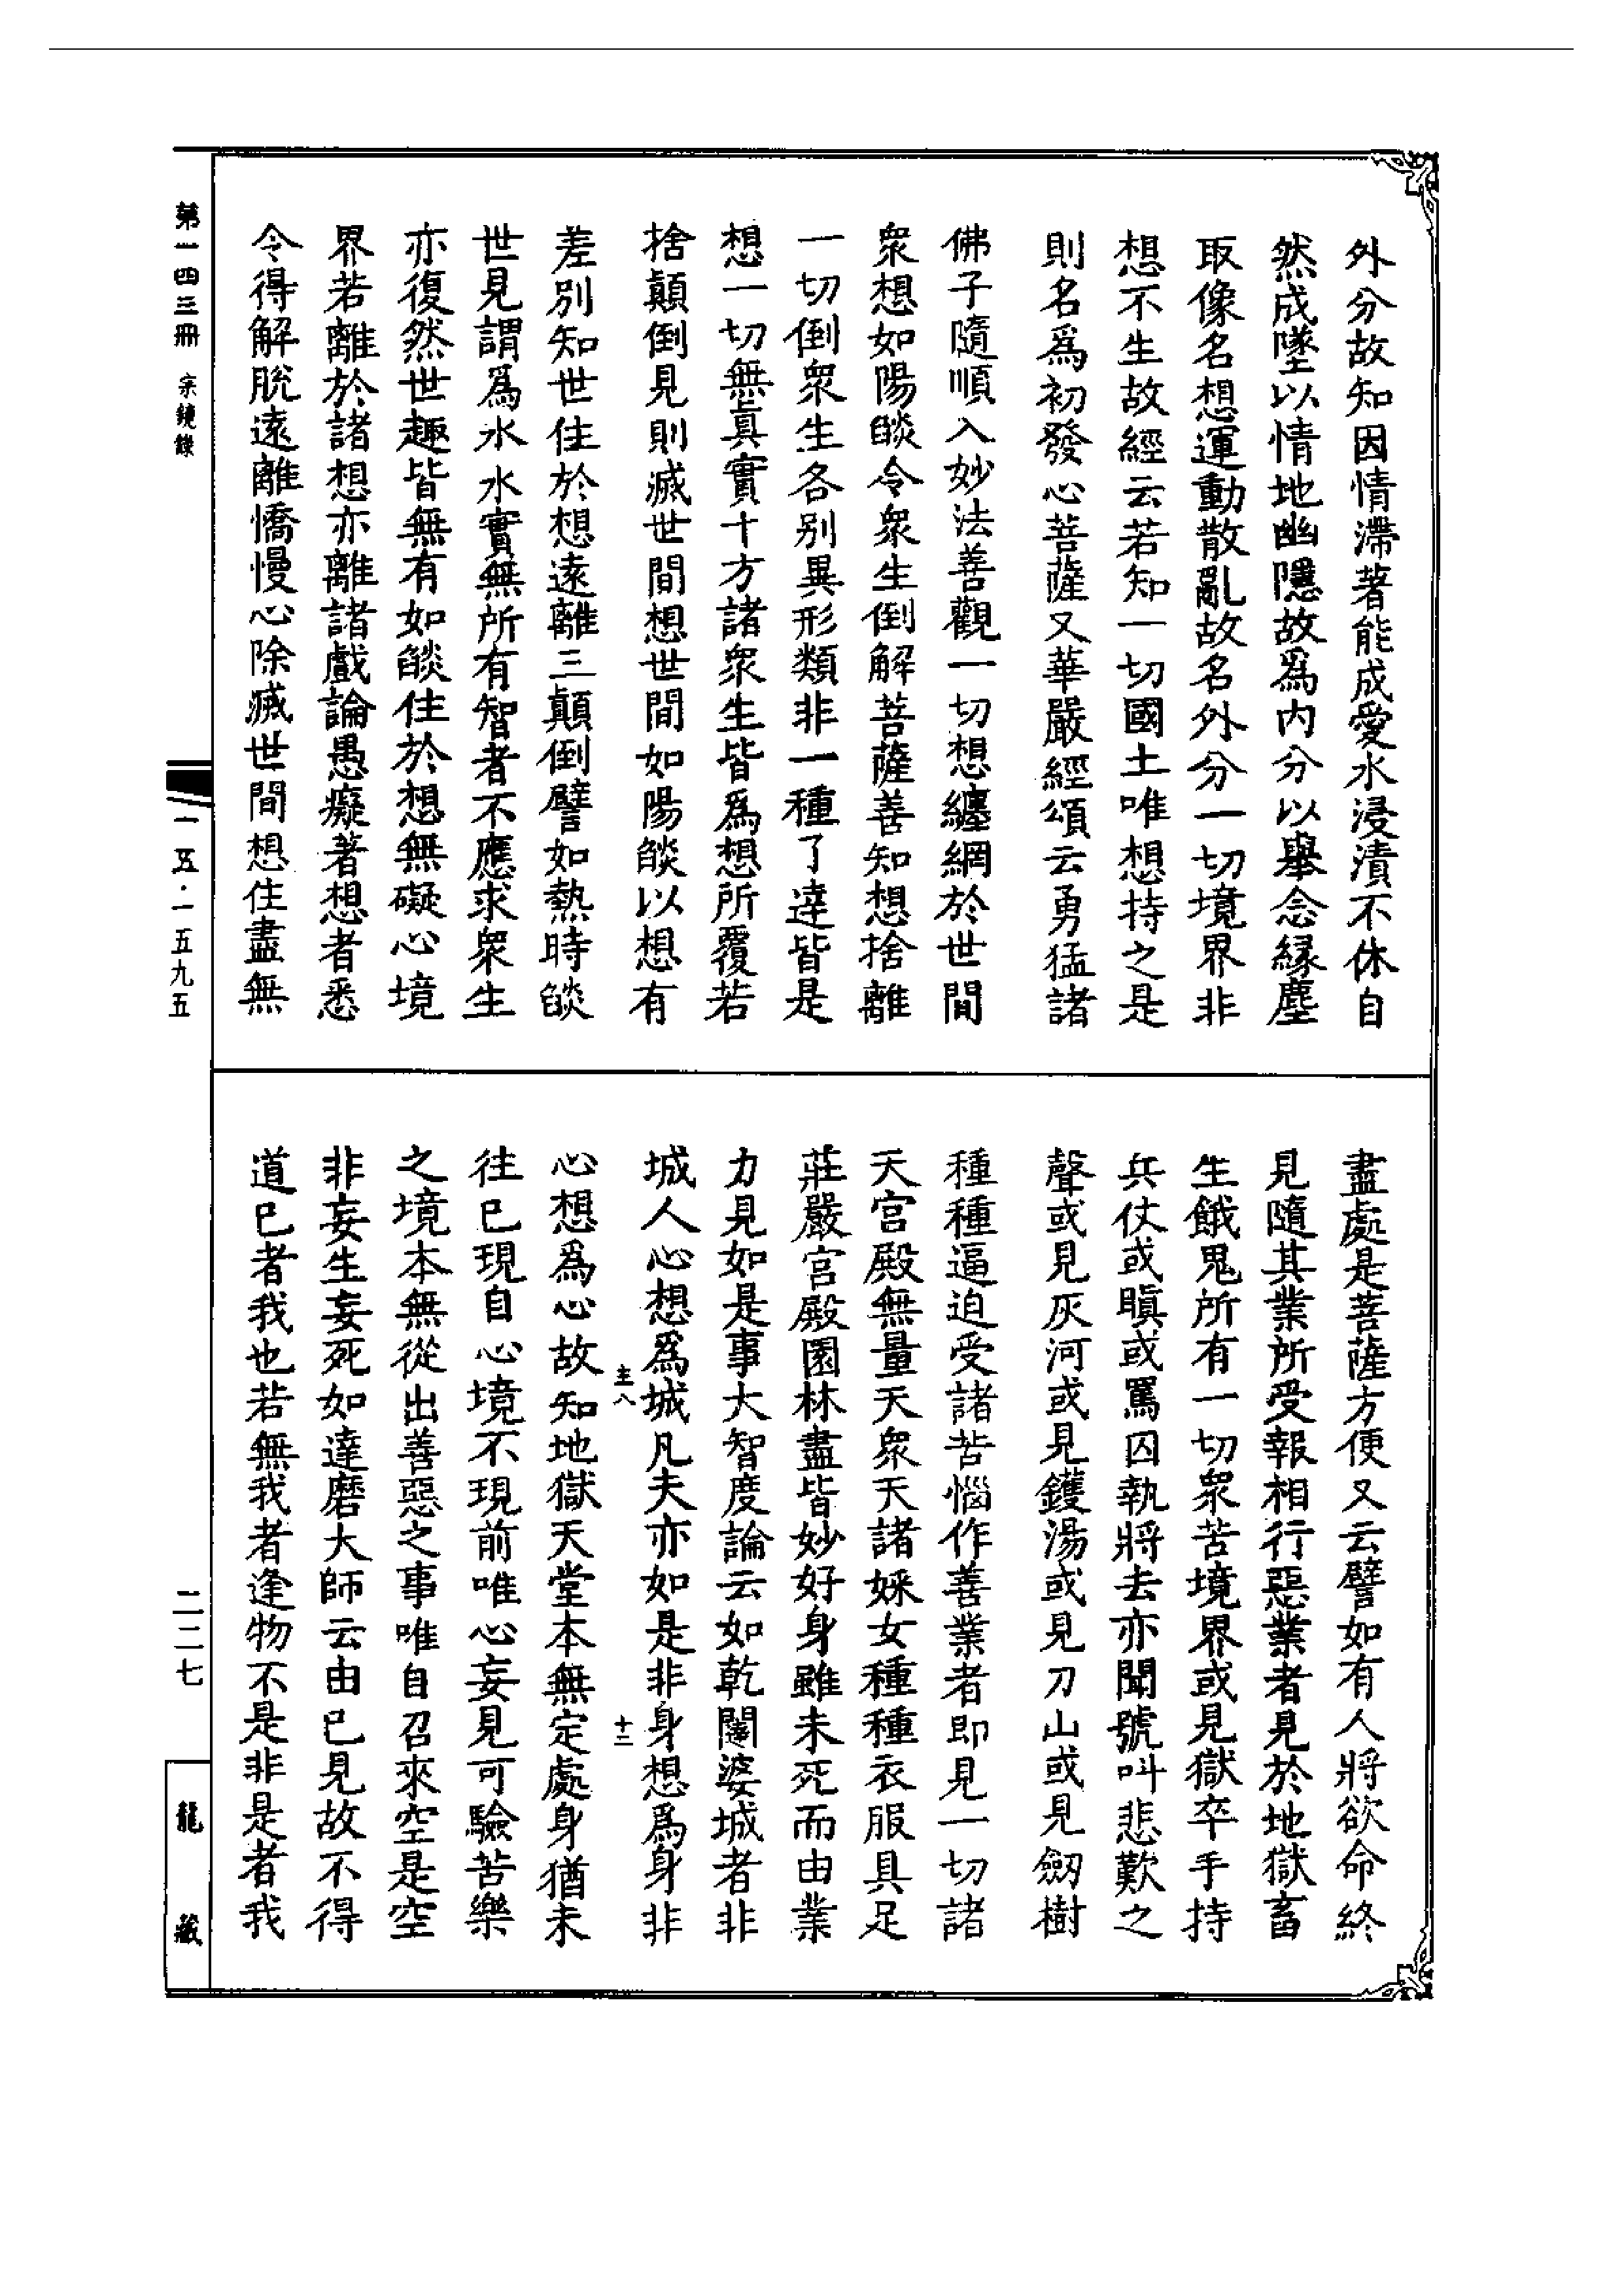 外分故知因情滯著能成愛水浸漬不休自
然成墜以情地幽隱故爲内分以舉念緣塵
取像名想運動散亂故名外分一切境界非
想不生故經云若知一切國土唯想持之是
則名爲初發心菩薩又華嚴經頌云勇猛諸
佛子隨順入妙法善觀一切想纏網於世間
衆想如陽燄令衆生倒解菩薩善知想捨離
一切倒衆生各別異形類非一種了達皆是
想一切無真實十方諸衆生皆爲想所覆若
捨顛倒見則滅世間想世間如陽燄以想有
差別知世住於想遠離三顛倒譬如熱時燄
世見謂爲水水實無所有智者不應求衆生
亦復然世趣皆無有如燄住於想無礙心境
界若離於諸想亦離諸戲論愚癡著想者悉
令得解脫遠離憍慢心除滅世間想住盡無
盡處是菩薩方便又云譬如有人將欲命終
見隨其業所受報相行惡業者見於地獄畜
生餓鬼所有一切衆苦境界或見獄卒手持
兵仗或瞋或罵囚執將去亦聞號叫悲歎之
聲或見灰河或見鑊湯或見刀山或見劒樹
種種逼迫受諸苦惱作善業者即見一切諸
天宮殿無量天衆天諸婇女種種衣服具足
莊嚴宮殿園林盡皆妙好身雖未死而由業
力見如是事大智度論云如乾闥婆城者非
城人心想爲城凡夫亦如是非身想爲身非
主八
十三
心想爲心故知地獄天堂本無定處身猶未
往已現自心境不現前唯心妄見可驗苦樂
之境本無從出善惡之事唯自召來空是空
非妄生妄死如達磨大師云由已見故不得
道已者我也若無我者逢物不是非是者我
第一四三冊
宗鏡錄
一五·一五九五
二二七
龍藏